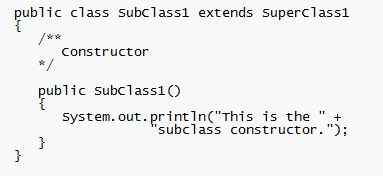 public class SubClass1 extends SuperClass1
{
/**
Constructor
*/
public SubClass1()
{
System.out.println("This is the " +
"subclass constructor.");
}
}